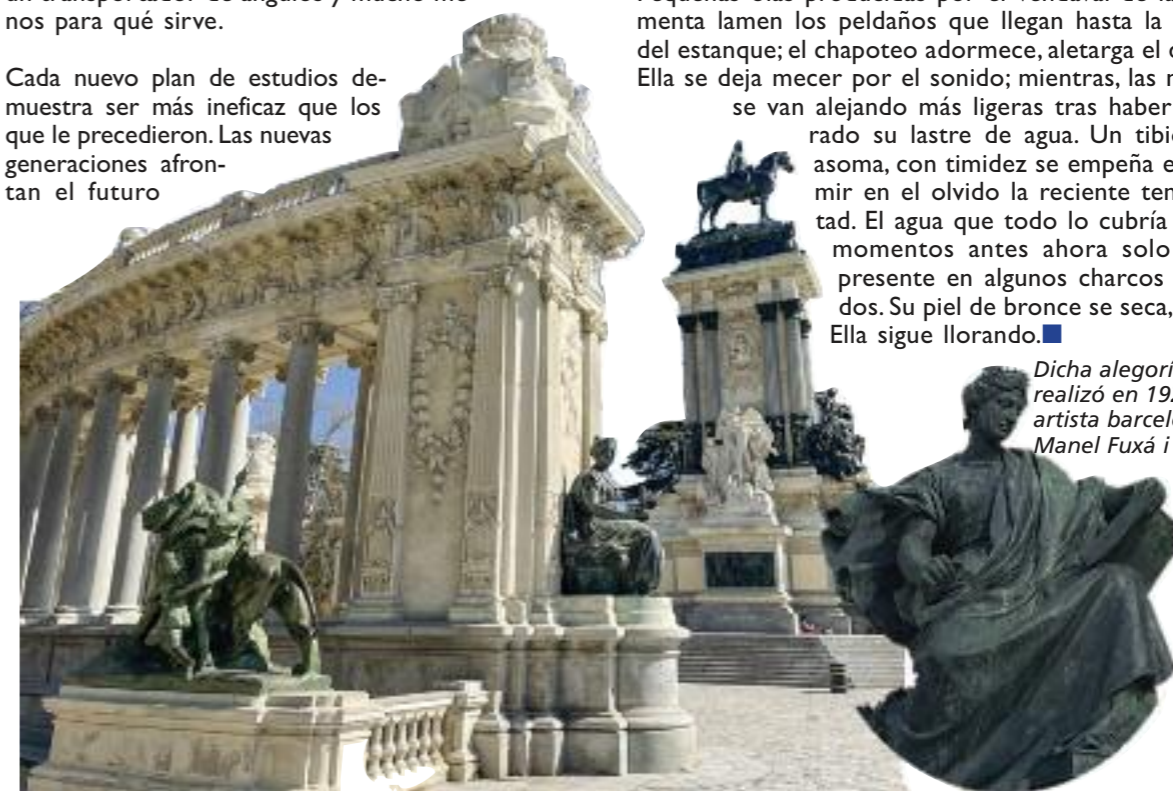 nos para qué sirve.
Cada nuevo plan de estudios de-
muestra ser más ineficaz que los
que le precedieron. Las nuevas
generaciones afron-
tan el futuro
menta lamen los peldaños que llegan hasta la
del estanque; el chapoteo adormece, aletarga el
Ella se deja mecer por el sonido; mientras, las
se van alejando más ligeras tras haber
rado su lastre de agua. Un
asoma, con timidez se empeña
mir en el olvido la reciente
tad. El agua que todo lo cubría
momentos antes ahora solo
presente en algunos charcos
dos. Su piel de bronce se seca,
Ella sigue llorando.
Dicha
realizó en
artista
Manel Fuxá i